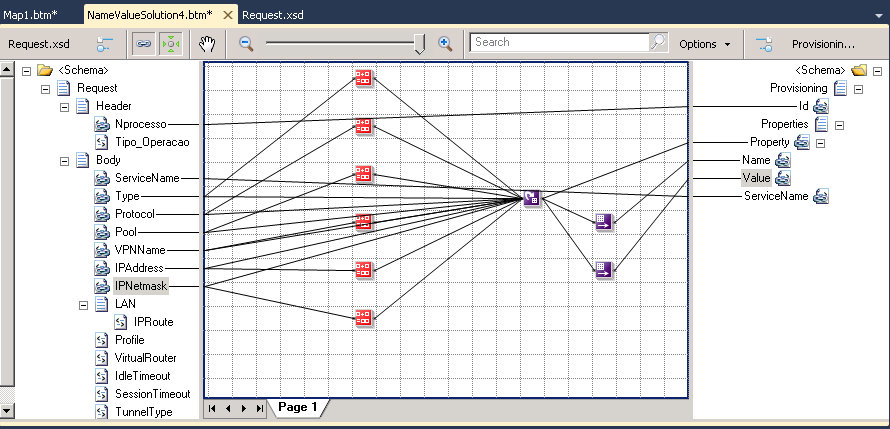 Map1.btm* NameValueSolution4.btm* Request.xsd
Request.xsd Search Options Provisionin...
<Schema> <Schema>
Request Provisioning
Header Id
Nprocesso Properties
Tipo_Operacao Property
Body Name
ServiceName Value
Type ServiceName
Protocol
Pool
VPNName
IPAddress
IPNetmask
LAN
IPRoute
Profile
VirtualRouter
IdleTimeout
SessionTimeout
TunnelType
Page 1